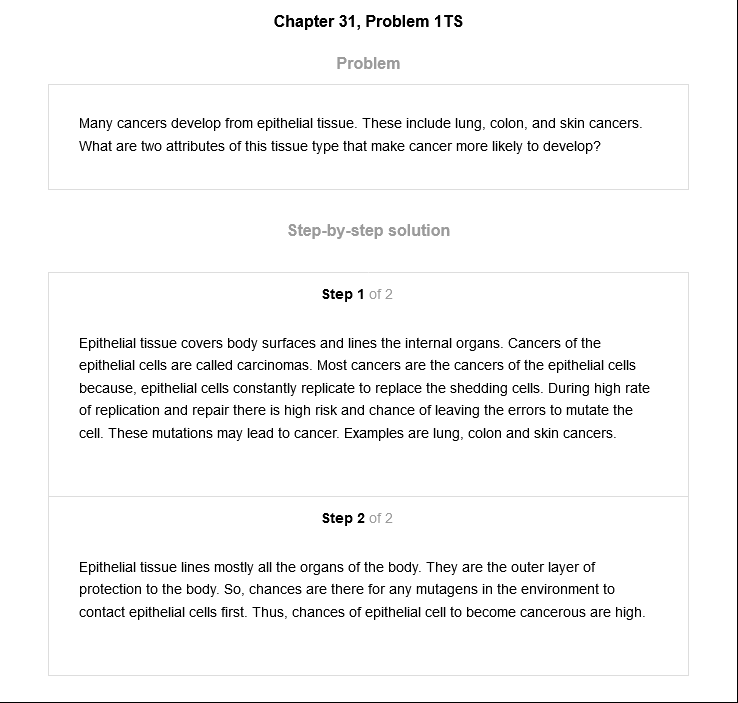 Chapter 31, Problem 1TS
Problem
Many cancers develop from epithelial tissue. These include lung, colon, and skin cancers.
What are two attributes of this tissue type that make cancer more likely to develop?
Step-by-step solution
Step 1 of 2
Epithelial tissue covers body surfaces and lines the internal organs. Cancers of the
epithelial cells are called carcinomas. Most cancers are the cancers of the epithelial cells
because, epithelial cells constantly replicate to replace the shedding cells. During high rate
of replication and repair there is high risk and chance of leaving the errors to mutate the
cell. These mutations may lead to cancer. Examples are lung, colon and skin cancers.
Step 2 of 2
Epithelial tissue lines mostly all the organs of the body. They are the outer layer of
protection to the body. So, chances are there for any mutagens in the environment to
contact epithelial cells first. Thus, chances of epithelial cell to become cancerous are high.